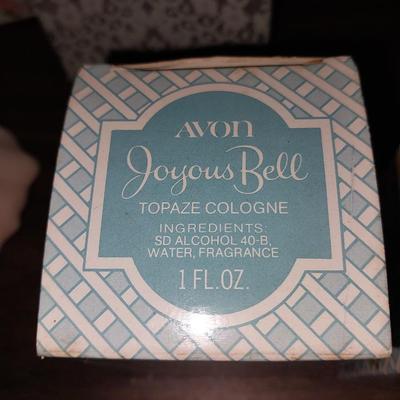 AVON
Joyous Bell
TOPAZE COLOGNE
INGREDIENTS:
SD ALCOHOL 40-B,
WATER, FRAGRANCE
1 FL.OZ.